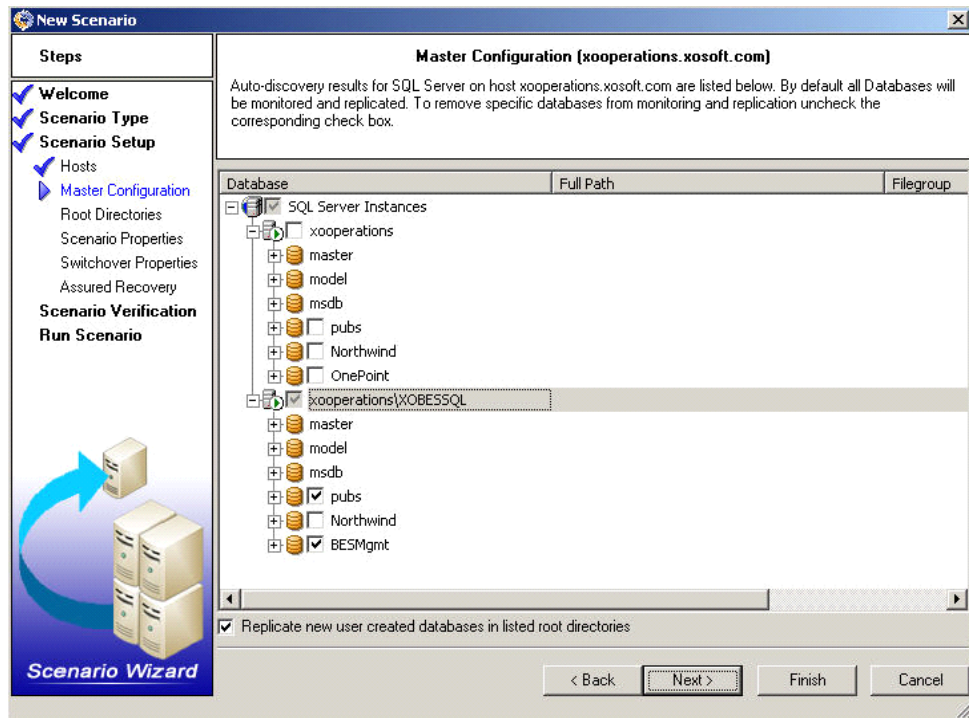 New Scenario
Steps
Welcome
Scenario Type
Scenario Setup
Hosts
Master Configuration
Root Directories
Scenario Properties
Switchover Properties
Assured Recovery
Scenario Verification
Run Scenario
Scenario Wizard
Master Configuration (xooperations.xosoft.com)
Auto-discovery results for SQL Server on host xooperations.xosoft.com are listed below. By default all Databases will
be monitored and replicated. To remove specific databases from monitoring and replication uncheck the
corresponding check box.
Database Full Path Filegroup
SQL Server Instances
xooperations
master
model
msdb
pubs
Northwind
OnePoint
xooperations\XOBESSQL
master
model
msdb
pubs
Northwind
BESMgmt
Replicate new user created databases in listed root directories
< Back Next > Finish Cancel